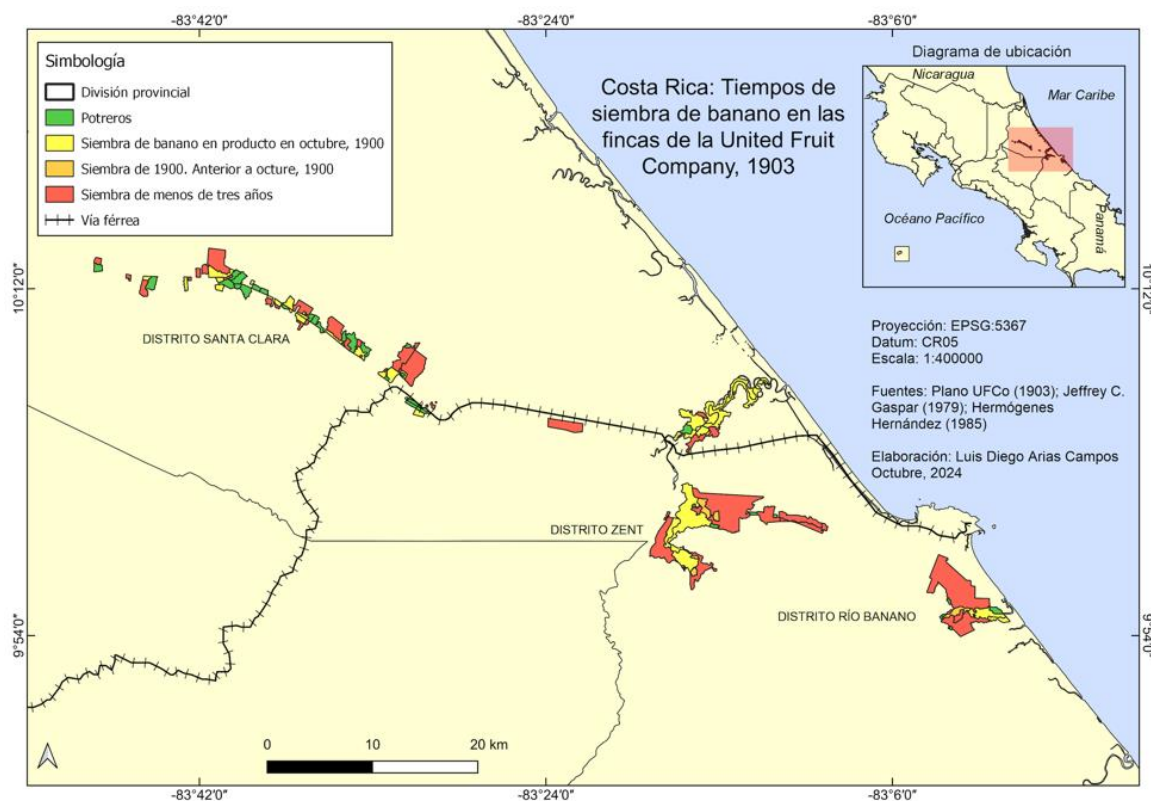 -83°42'0"
-83°24'0"
-83°6'0"
Simbología
División provincial
Potreros
Siembra de banano en producto en octubre, 1900
Siembra de 1900. Anterior a octure, 1900
Siembra de menos de tres años
Vía férrea
Costa Rica: Tiempos de
siembra de banano en las
fincas de la United Fruit
Company, 1903
Diagrama de ubicación
Nicaragua
Mar Caribe
Océano Pacífico
Panamá
10°12'0"
10°12'0"
DISTRITO SANTA CLARA
Proyección: EPSG:5367
Datum: CR05
Escala: 1:400000
Fuentes: Plano UFCo (1903); Jeffrey C.
Gaspar (1979); Hermógenes
Hernández (1985)
Elaboración: Luis Diego Arias Campos
Octubre, 2024
DISTRITO ZENT
DISTRITO RÍO BANANO
9°54'0"
9°54'0"
0 10 20 km
-83°42'0"
-83°24'0"
-83°6'0"